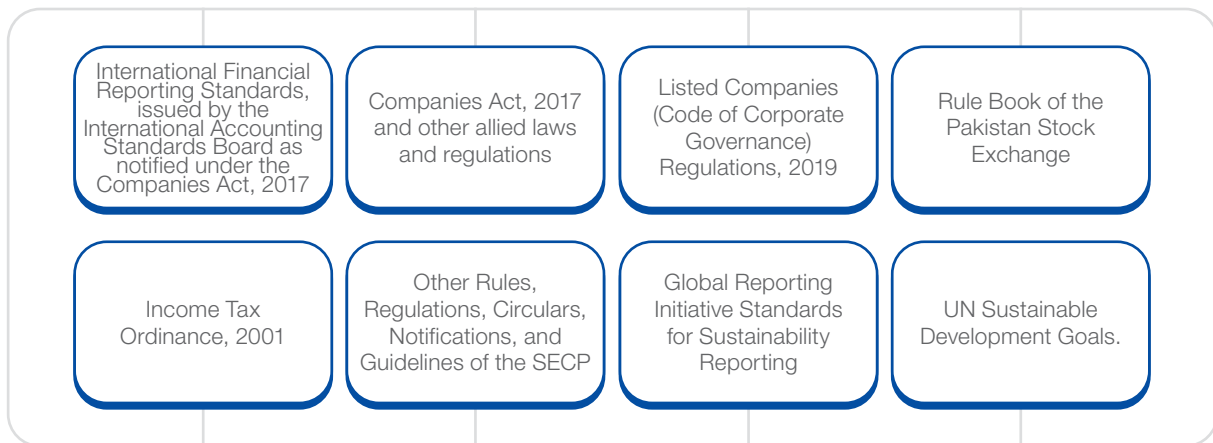 International Financial
Reporting Standards,
issued by the
International Accounting
Standards Board as
notified under the
Companies Act, 2017
Companies Act, 2017
and other allied laws
and regulations
Listed Companies
(Code of Corporate
Governance)
Regulations, 2019
Rule Book of the
Pakistan Stock
Exchange
Income Tax
Ordinance, 2001
Other Rules,
Regulations, Circulars,
Notifications, and
Guidelines of the SECP
Global Reporting
Initiative Standards
for Sustainability
Reporting
UN Sustainable
Development Goals.